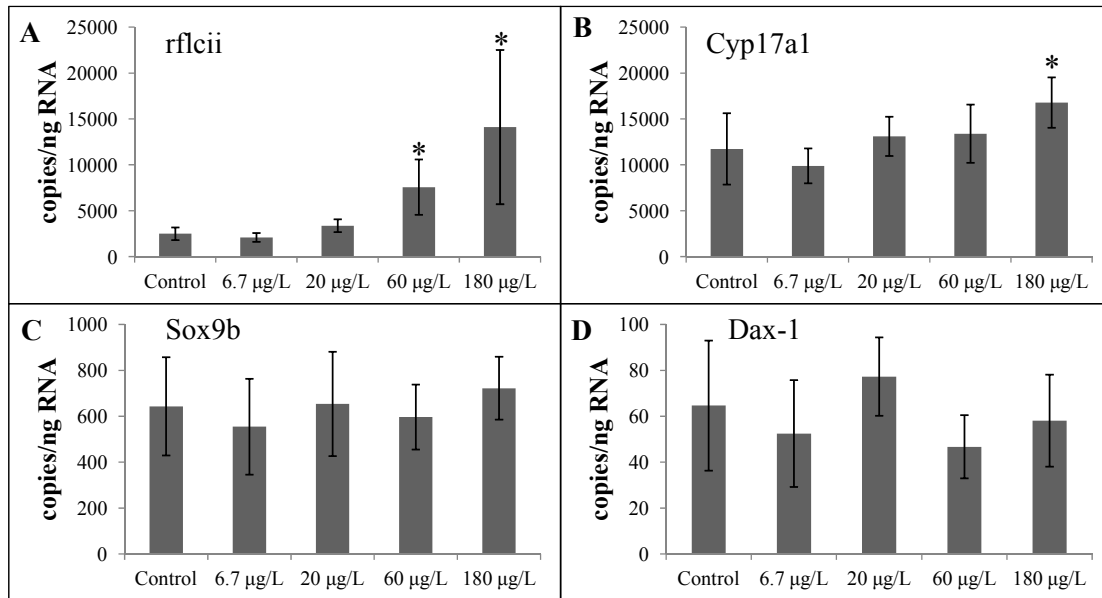 A
rflcii
copies/ng RNA
25000
20000
15000
10000
5000
0
*
*
Control 6.7 µg/L 20 µg/L 60 µg/L 180 µg/L
B
Cyp17a1
copies/ng RNA
25000
20000
15000
10000
5000
0
*
Control 6.7 µg/L 20 µg/L 60 µg/L 180 µg/L
C
Sox9b
copies/ng RNA
1000
800
600
400
200
0
Control 6.7 µg/L 20 µg/L 60 µg/L 180 µg/L
D
Dax-1
copies/ng RNA
100
80
60
40
20
0
Control 6.7 µg/L 20 µg/L 60 µg/L 180 µg/L